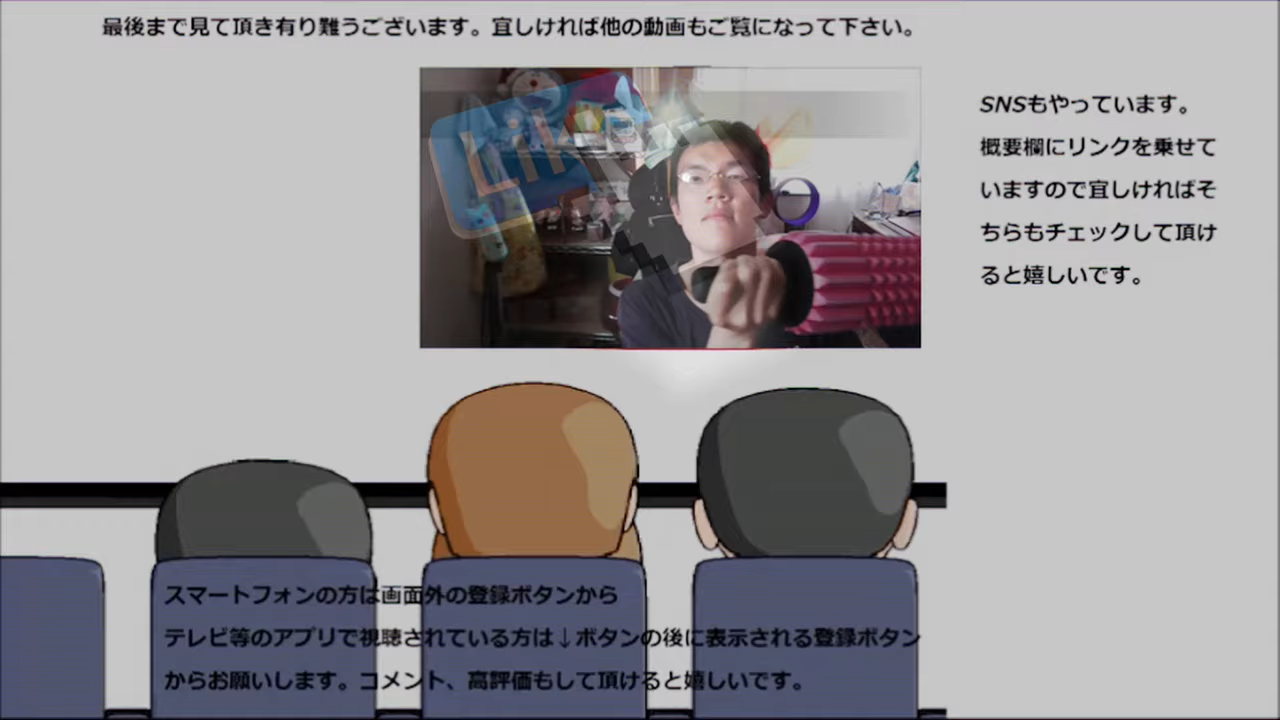 最後まで見て頂き有り難うございます。宜しければ他の動画もご覧になって下さい。
SNSもやっています。
概要欄にリンクを乗せて
いますので宜しければそ
ちらもチェックして頂け
ると嬉しいです。
スマートフォンの方は画面外の登録ボタンから
テレビ等のアプリで視聴されている方は↓ボタンの後に表示される登録ボタン
からお願いします。コメント、高評価もして頂けると嬉しいです。